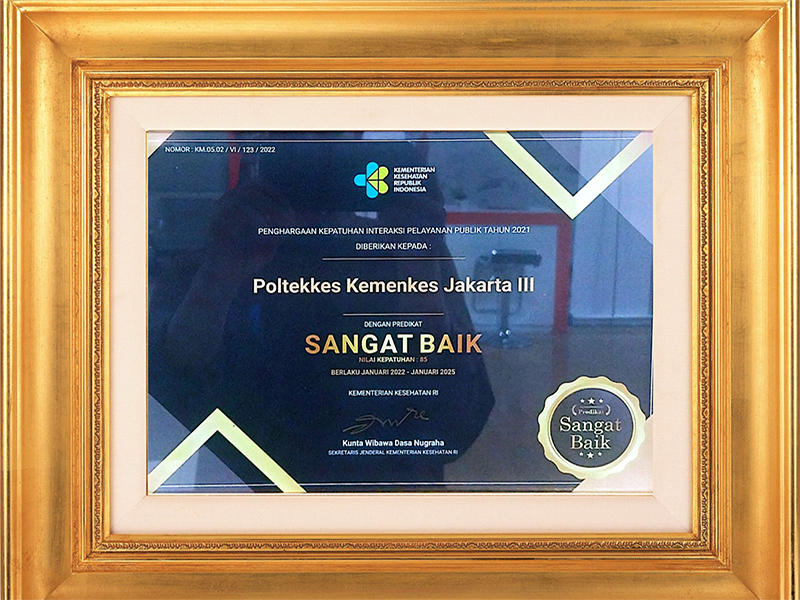 NOMOR : KM.05.02 / VI / 123 / 2022
KEMENTERIAN
KESEHATAN
REPUBLIK
INDONESIA
PENGHARGAAN KEPATUHAN INTERAKSI PELAYANAN PUBLIK TAHUN 2021
DIBERIKAN KEPADA :
Poltekkes Kemenkes Jakarta III
DENGAN PREDIKAT
SANGAT BAIK
NILAI KEPATUHAN : 85
BERLAKU JANUARI 2022 - JANUARI 2025
KEMENTERIAN KESEHATAN RI
Kunta Wibawa Dasa Nugraha
SEKRETARIS JENDERAL KEMENTERIAN KESEHATAN RI
Predikat
Sangat
Baik